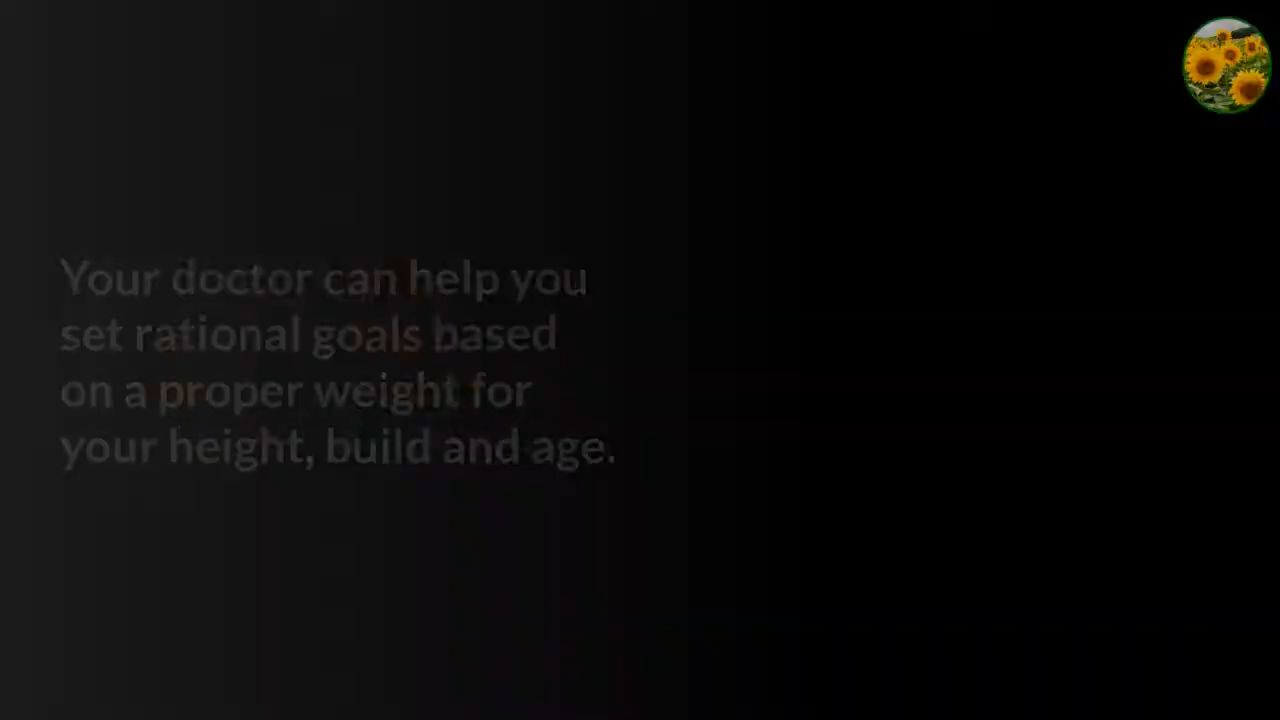 Your doctor can help you
set rational goals based
on a proper weight for
your height, build and age.